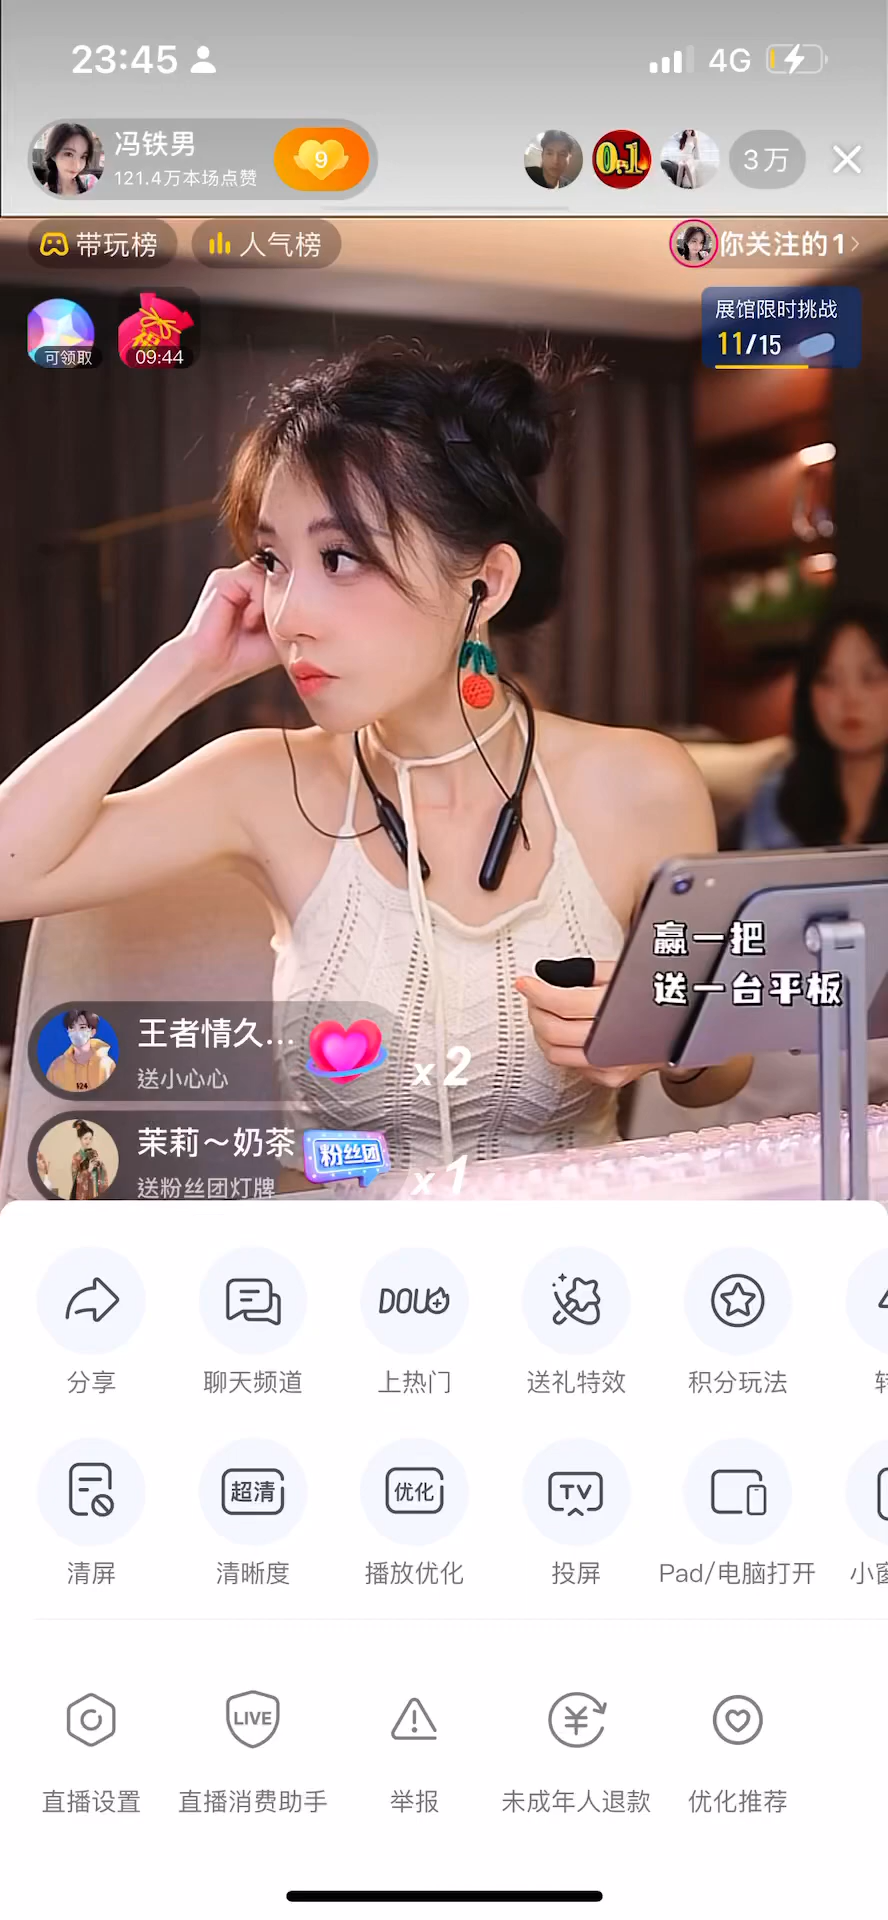 23:45
4G
冯铁男
121.4万本场点赞
9
0.1
3万
带玩榜
人气榜
你关注的1
可领取
09:44
展馆限时挑战
11/15
赢一把
送一台平板
王者情久...
送小心心
x2
茉莉～奶茶
送粉丝团灯牌
粉丝团
x1
分享
聊天频道
DOU+
上热门
送礼特效
积分玩法
清屏
超清
清晰度
优化
播放优化
TV
投屏
Pad/电脑打开
小窗
直播设置
LIVE
直播消费助手
举报
未成年人退款
优化推荐